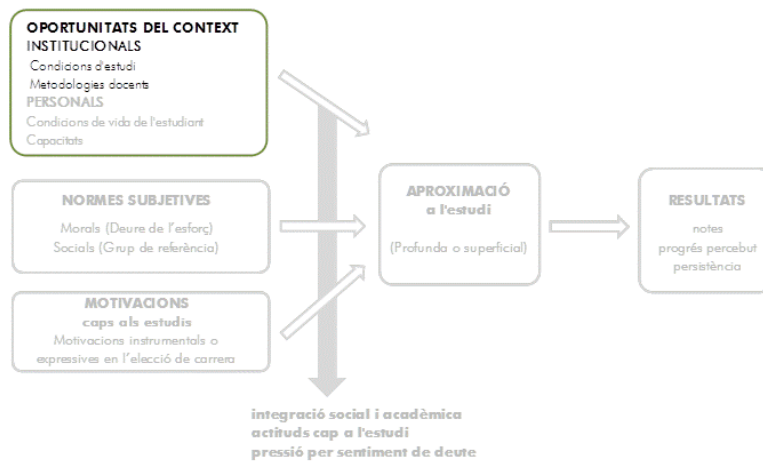 OPORTUNITATS DEL CONTEXT
INSTITUCIONALS
Condicions d'estudi
Metodologies docents
PERSONALS
Condicions de vida de l'estudiant
Capacitats
NORMES SUBJETIVES
Morals (Deure de l'esforç)
Socials (Grup de referència)
MOTIVACIONS
caps als estudis
Motivacions instrumentals o
expressives en l'elecció de carrera
APROXIMACIÓ
a l'estudi
(Profunda o superficial)
RESULTATS
notes
progrés percebut
persistència
integració social i acadèmica
actituds cap a l'estudi
pressió per sentiment de deute